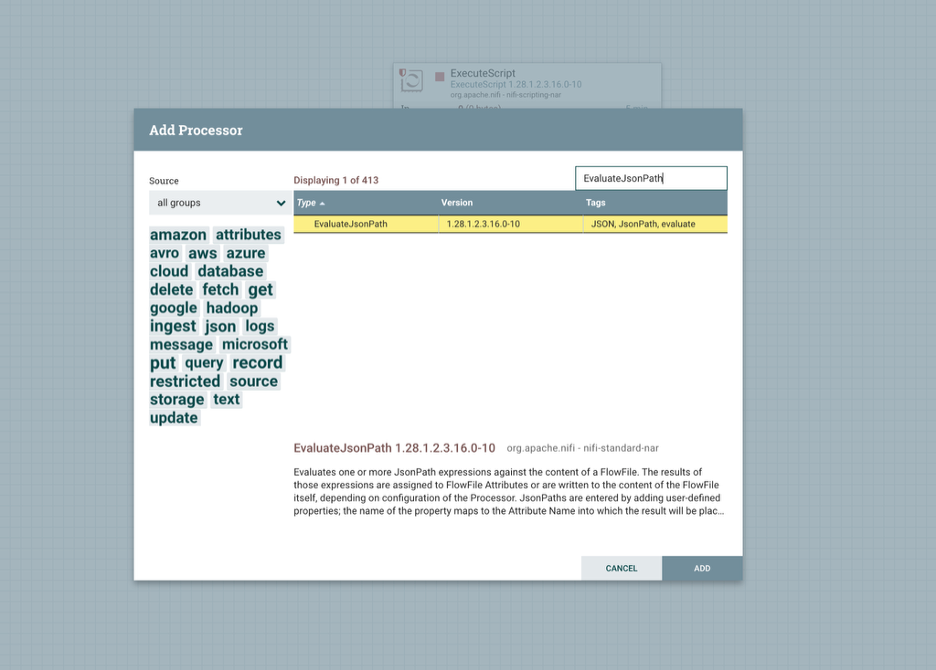 ExecuteScript
ExecuteScript 1.28.1.2.3.16.0-10
org.apache.nifi - nifi-scripting-nar
In 0 (0 bytes) 5 min
Add Processor
Source
Displaying 1 of 413
EvaluateJsonPath
all groups
Type Version Tags
EvaluateJsonPath 1.28.1.2.3.16.0-10 JSON, JsonPath, evaluate
amazon attributes
avro aws azure
cloud database
delete fetch get
google hadoop
ingest json logs
message microsoft
put query record
restricted source
storage text
update
EvaluateJsonPath 1.28.1.2.3.16.0-10 org.apache.nifi - nifi-standard-nar
Evaluates one or more JsonPath expressions against the content of a FlowFile. The results of
those expressions are assigned to FlowFile Attributes or are written to the content of the FlowFile
itself, depending on configuration of the Processor. JsonPaths are entered by adding user-defined
properties; the name of the property maps to the Attribute Name into which the result will be plac...
CANCEL ADD